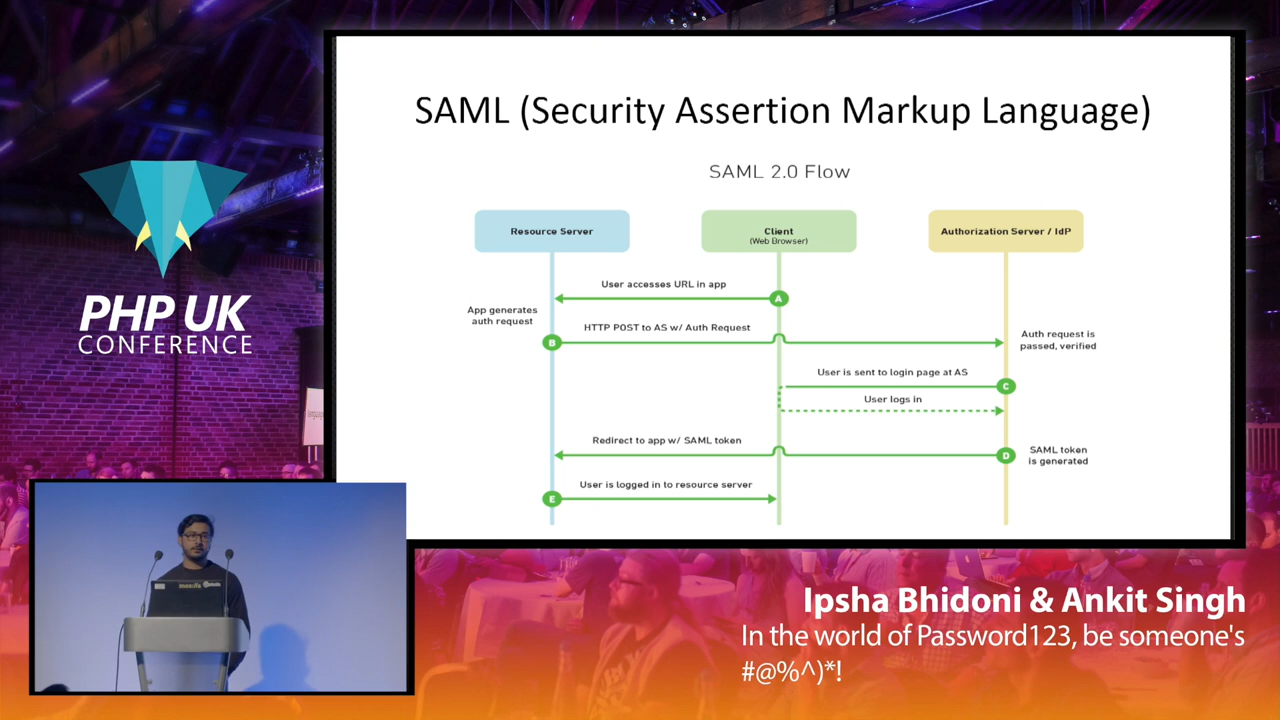 SAML (Security Assertion Markup Language)
SAML 2.0 Flow
Resource Server
Client
(Web Browser)
Authorization Server / IdP
User accesses URL in app
A
App generates
auth request
HTTP POST to AS w/ Auth Request
B
Auth request is
passed, verified
User is sent to login page at AS
C
User logs in
Redirect to app w/ SAML token
D
SAML token
is generated
User is logged in to resource server
E
PHP UK
CONFERENCE
mozilla
Ipsha Bhidoni & Ankit Singh
In the world of Password123, be someone's
#@%^)*!